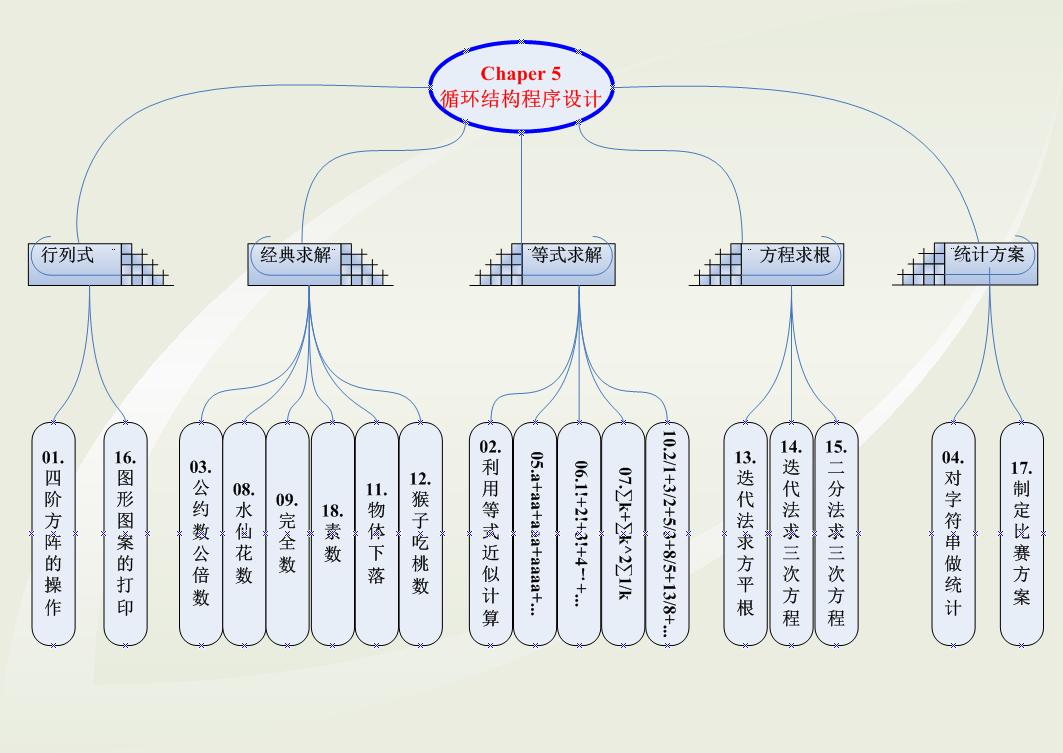 Chaper 5
循环结构程序设计
行列式
经典求解
等式求解
方程求根
统计方案
01.四阶方阵的操作
16.图形图案的打印
03.公约数公倍数
08.水仙花数
09.完全数
18.素数
11.物体下落
12.猴子吃桃数
02.利用等式近似计算
05.a+aa+aaa+aaaa+...
06.1!+2!+3!+4!+...
07.∑k+∑k^2∑1/k
10.2/1+3/2+5/3+8/5+13/8+...
13.迭代法求方平根
14.迭代法求三次方程
15.二分法求三次方程
04.对字符串做统计
17.制定比赛方案